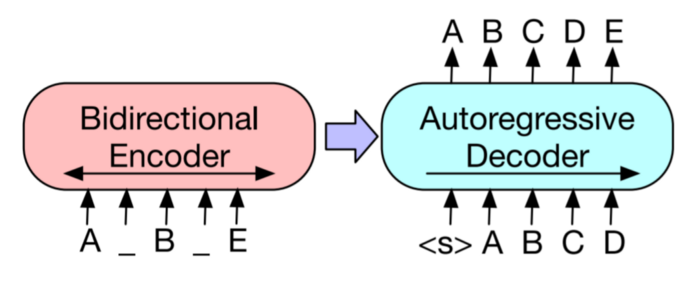 A B C D E
Bidirectional
Encoder
Autoregressive
Decoder
A _ B _ E
<s> A B C D